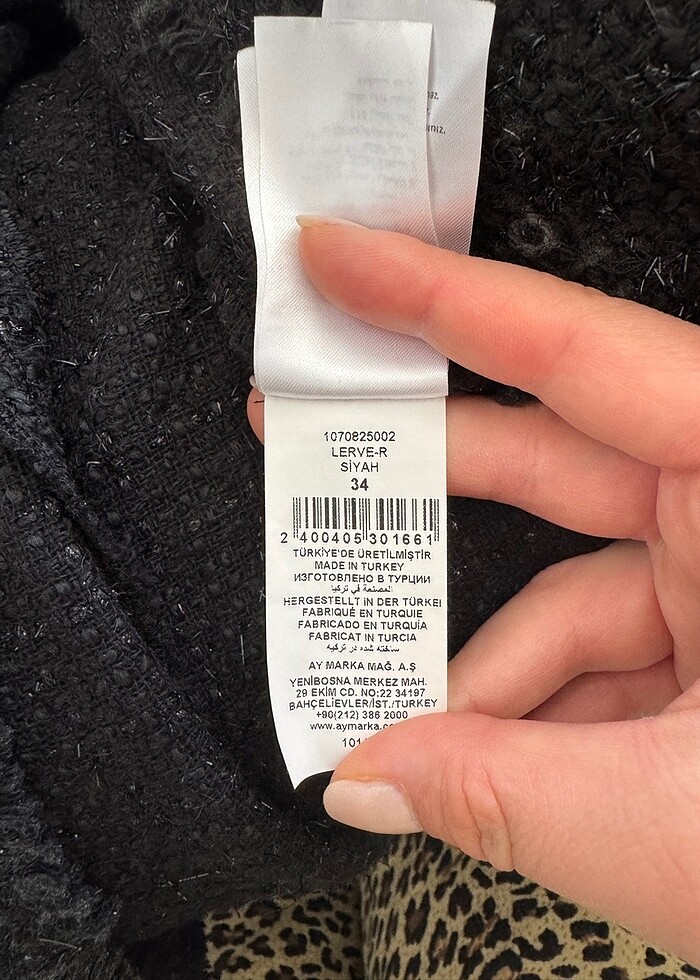 1070825002
LERVE-R
SİYAH
34
2 400405 301661
TÜRKİYE'DE ÜRETİLMİŞTİR
MADE IN TURKEY
ИЗГОТОВЛЕНО В ТУРЦИИ
المصنعة في تركيا
HERGESTELLT IN DER TÜRKEI
FABRIQUÉ EN TURQUIE
FABRICADO EN TURQUÍA
FABRICAT IN TURCIA
ساخته شده در ترکیه
AY MARKA MAĞ. A.Ş
YENİBOSNA MERKEZ MAH.
29 EKİM CD. NO:22 34197
BAHÇELİEVLER/İST./TURKEY
+90(212) 386 2000